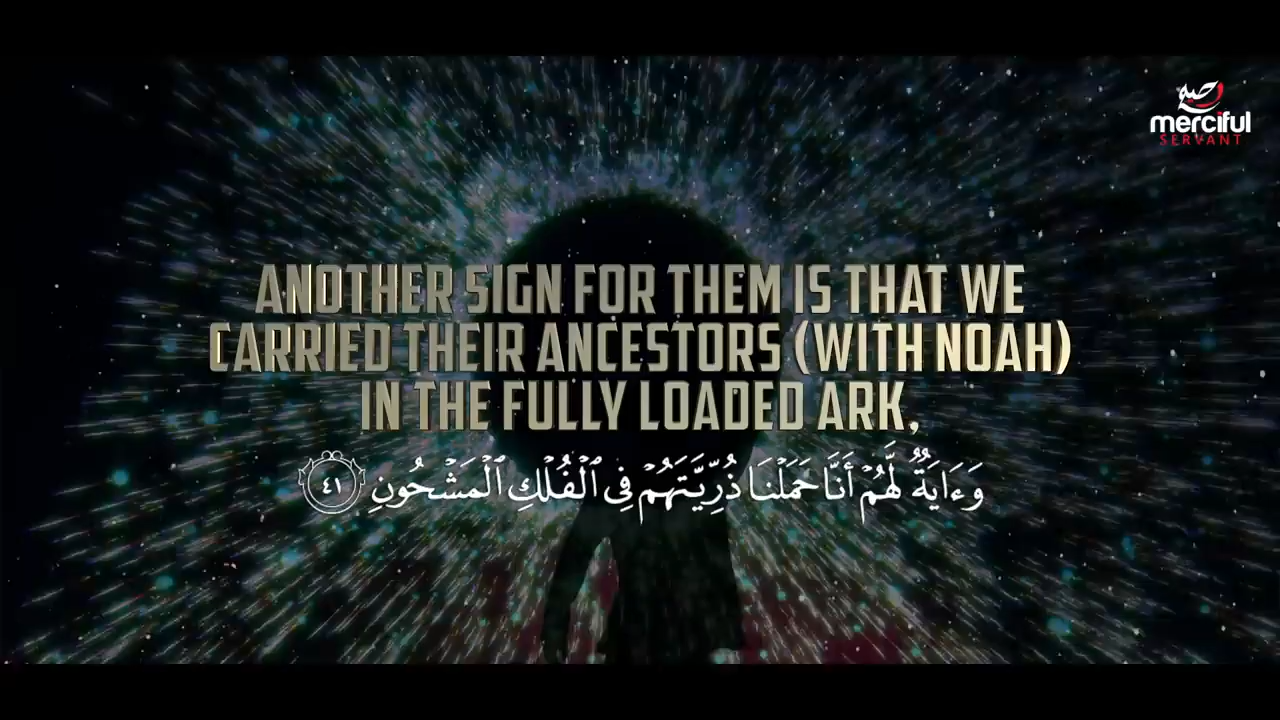 merciful
SERVANT
ANOTHER SIGN FOR THEM IS THAT WE
CARRIED THEIR ANCESTORS (WITH NOAH)
IN THE FULLY LOADED ARK,
وَءَايَةٌ لَّهُمْ أَنَّا حَمَلْنَا ذُرِّيَّتَهُمْ فِي ٱلْفُلْكِ ٱلْمَشْحُونِ ٤١